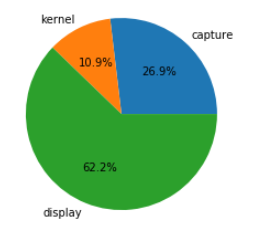 kernel
capture
10.9%
26.9%
62.2%
display